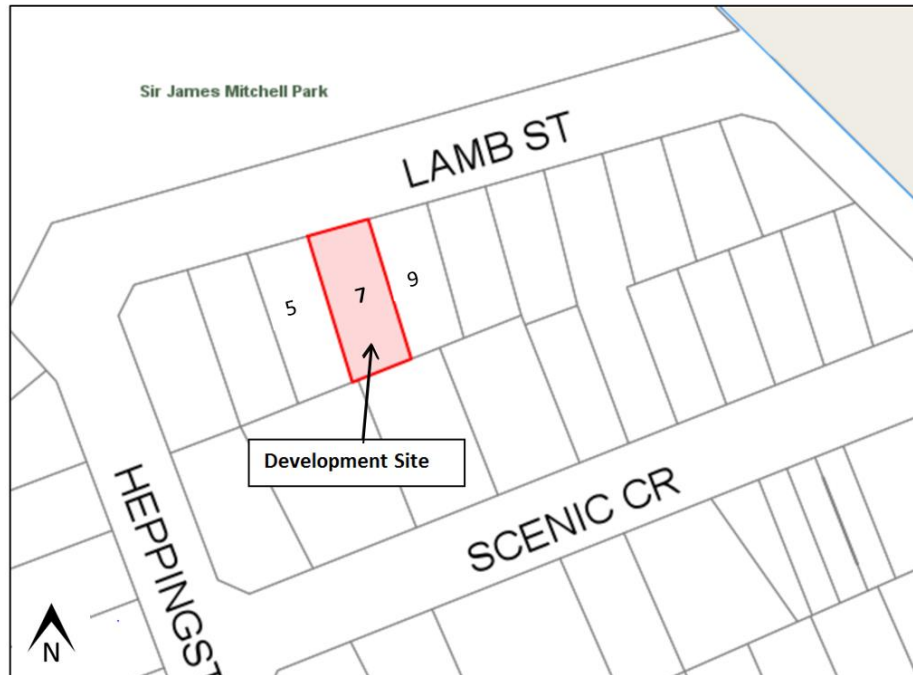 Sir James Mitchell Park
LAMB ST
5
7
9
Development Site
SCENIC CR
HEPPINGST
N